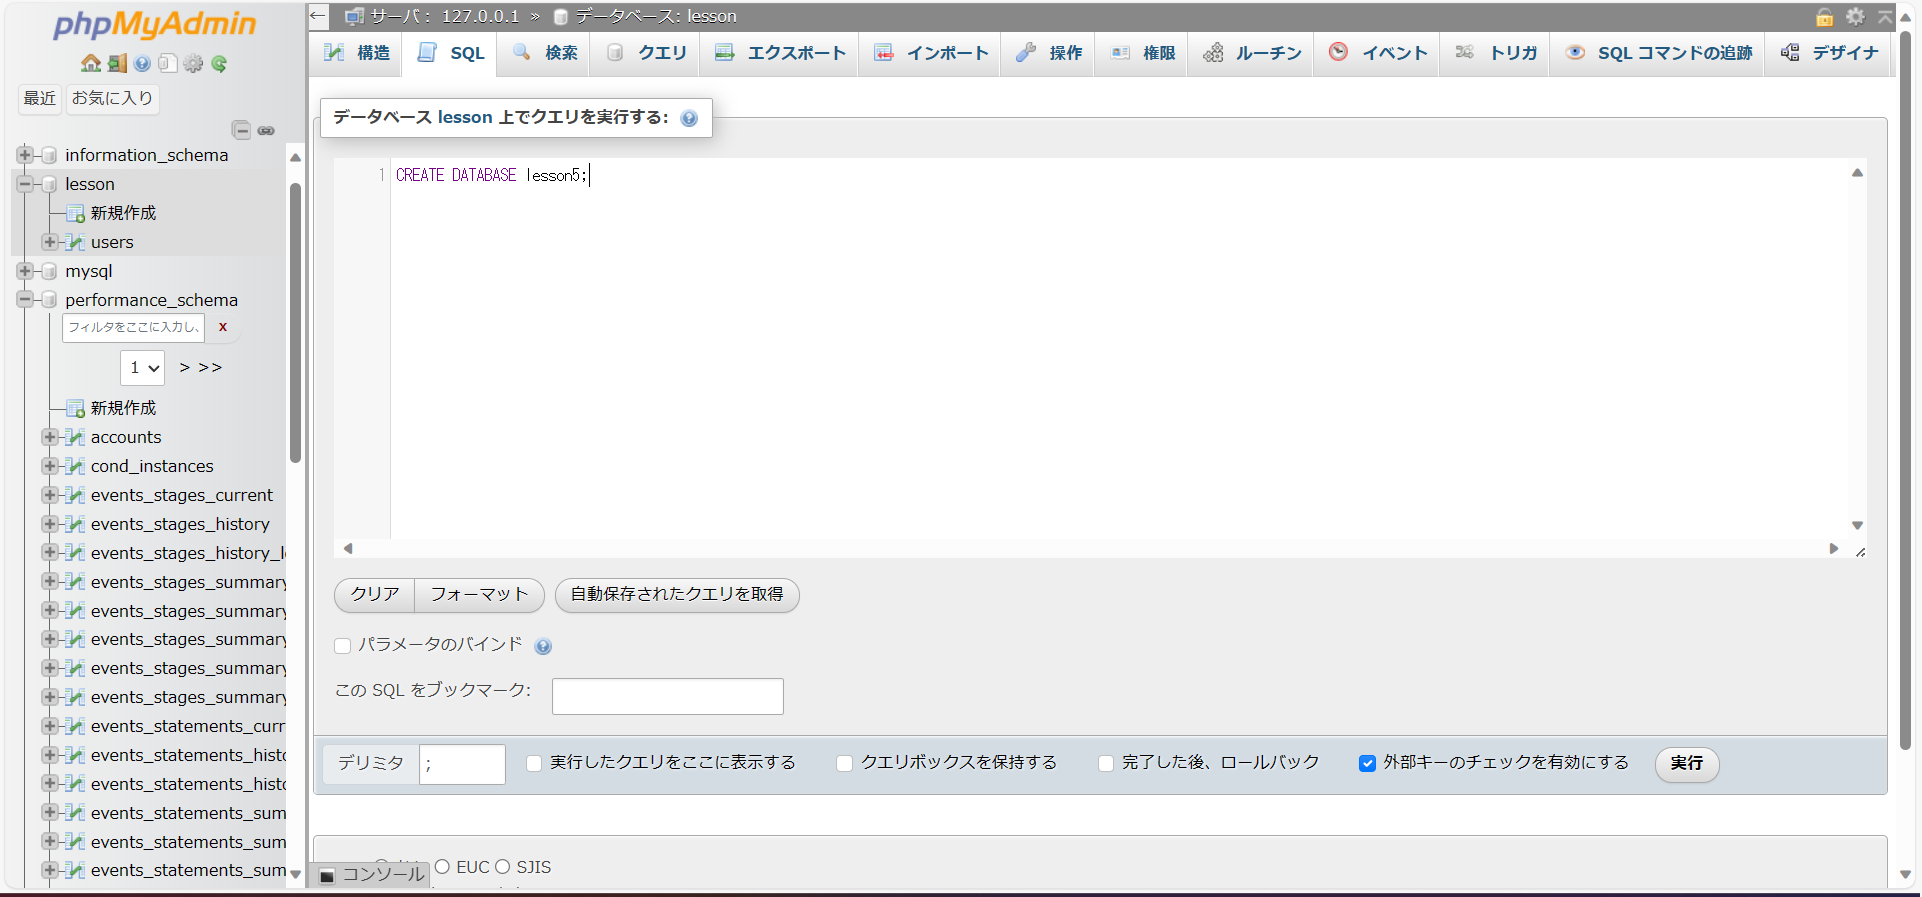 phpMyAdmin
最近 お気に入り
information_schema
lesson
新規作成
users
mysql
performance_schema
フィルタをここに入力し、 X
1 > >>
新規作成
accounts
cond_instances
events_stages_current
events_stages_history
events_stages_history_l
events_stages_summary
events_stages_summary
events_stages_summary
events_stages_summary
events_stages_summary
events_statements_curr
events_statements_histo
events_statements_histo
events_statements_sum
events_statements_sum
events_statements_sum
← サーバ: 127.0.0.1 » データベース: lesson
構造 SQL 検索 クエリ エクスポート インポート 操作 権限 ルーチン イベント トリガ SQL コマンドの追跡 デザイナ
データベース lesson 上でクエリを実行する:
1 CREATE DATABASE lesson5;
クリア フォーマット 自動保存されたクエリを取得
パラメータのバインド
この SQL をブックマーク:
デリミタ ; 実行したクエリをここに表示する クエリボックスを保持する 完了した後、ロールバック 外部キーのチェックを有効にする 実行
EUC SJIS
コンソール